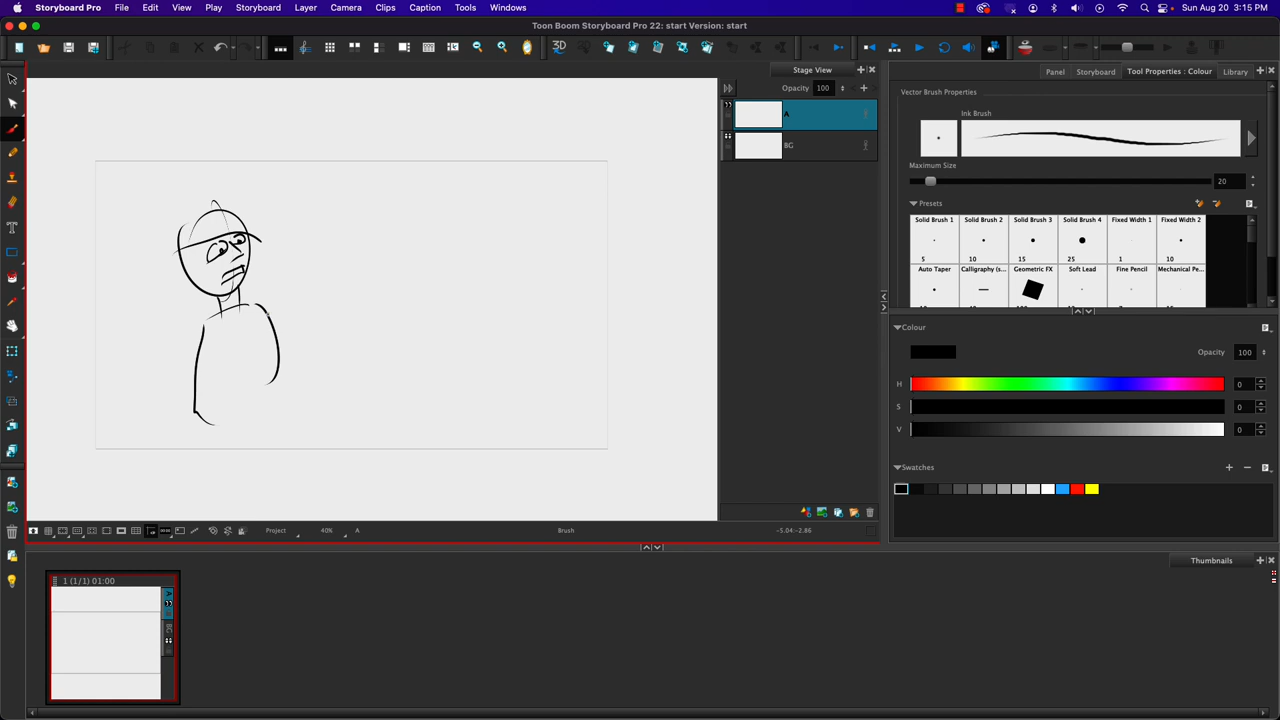 Storyboard Pro File Edit View Play Storyboard Layer Camera Clips Caption Tools Windows Sun Aug 20 3:15 PM
Toon Boom Storyboard Pro 22: start Version: start
3D
Stage View
Panel Storyboard Tool Properties : Colour Library
Opacity 100
Vector Brush Properties
A
Ink Brush
BG
Maximum Size
20
Presets
Solid Brush 1 Solid Brush 2 Solid Brush 3 Solid Brush 4 Fixed Width 1 Fixed Width 2
5 10 15 25 1 10
Auto Taper Calligraphy (s... Geometric FX Soft Lead Fine Pencil Mechanical Pe...
Colour
Opacity 100
H 0
S 0
V 0
Swatches
Project 40% A Brush -5.04:-2.86
Thumbnails
1 (1/1) 01:00
A
BG